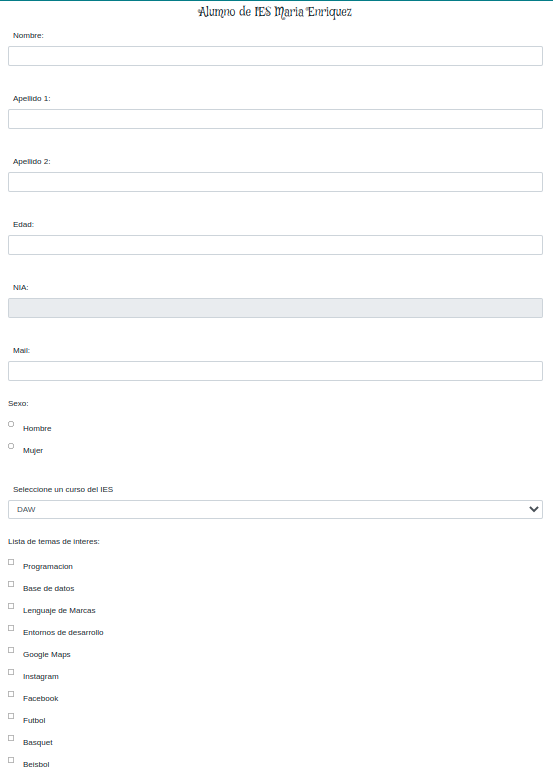 Alumno de IES Maria Enriquez
Nombre:
Apellido 1:
Apellido 2:
Edad:
NIA:
Mail:
Sexo:
Hombre
Mujer
Seleccione un curso del IES
DAW
Lista de temas de interes:
Programacion
Base de datos
Lenguaje de Marcas
Entornos de desarrollo
Google Maps
Instagram
Facebook
Futbol
Basquet
Beisbol